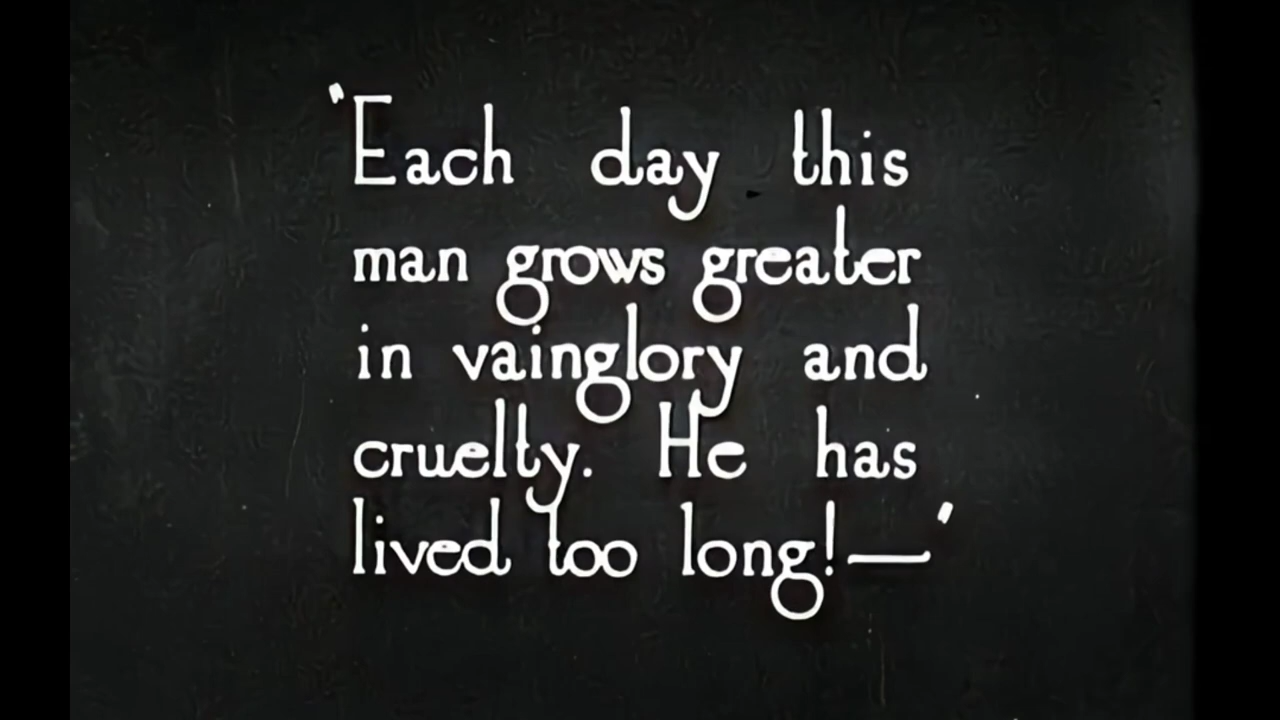 "Each day this
man grows greater
in vainglory and
cruelty. He has
lived too long!—"